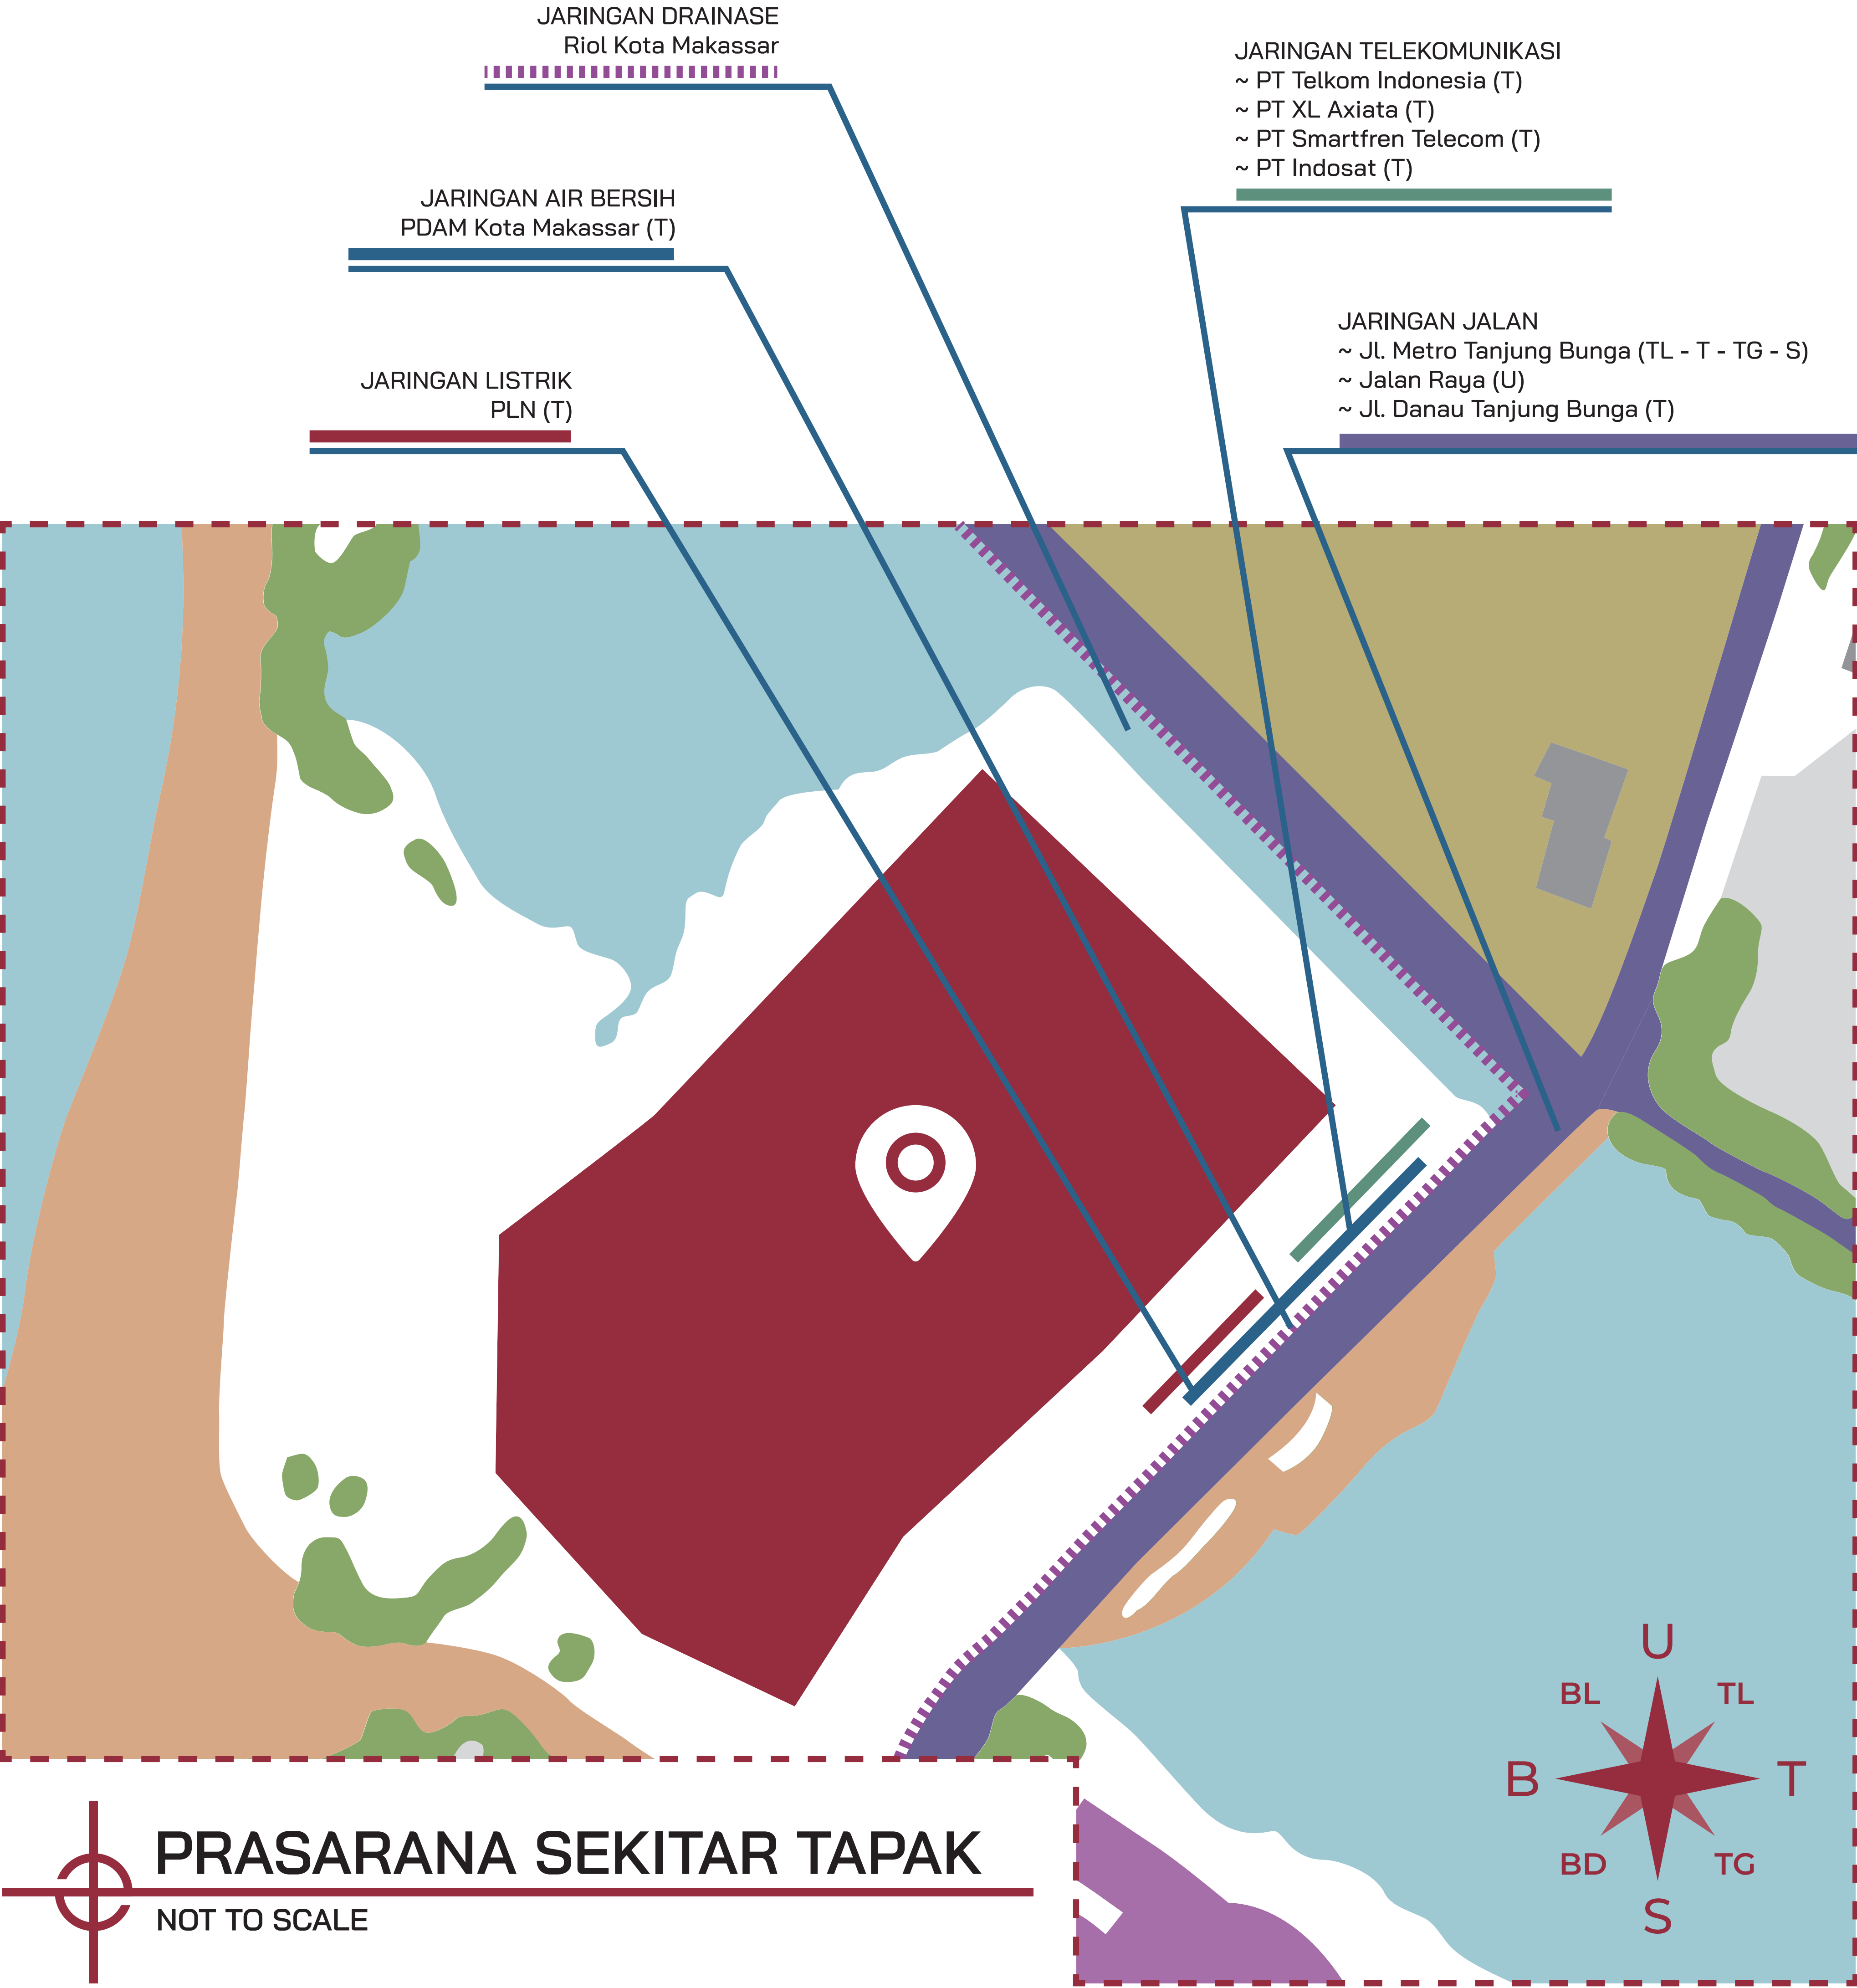 JARINGAN DRAINASE
Riol Kota Makassar
JARINGAN TELEKOMUNIKASI
~ PT Telkom Indonesia (T)
~ PT XL Axiata (T)
~ PT Smartfren Telecom (T)
~ PT Indosat (T)
JARINGAN AIR BERSIH
PDAM Kota Makassar (T)
JARINGAN JALAN
~ Jl. Metro Tanjung Bunga (TL - T - TG - S)
~ Jalan Raya (U)
~ Jl. Danau Tanjung Bunga (T)
JARINGAN LISTRIK
PLN (T)
U
BL TL
B T
BD TG
S
PRASARANA SEKITAR TAPAK
NOT TO SCALE